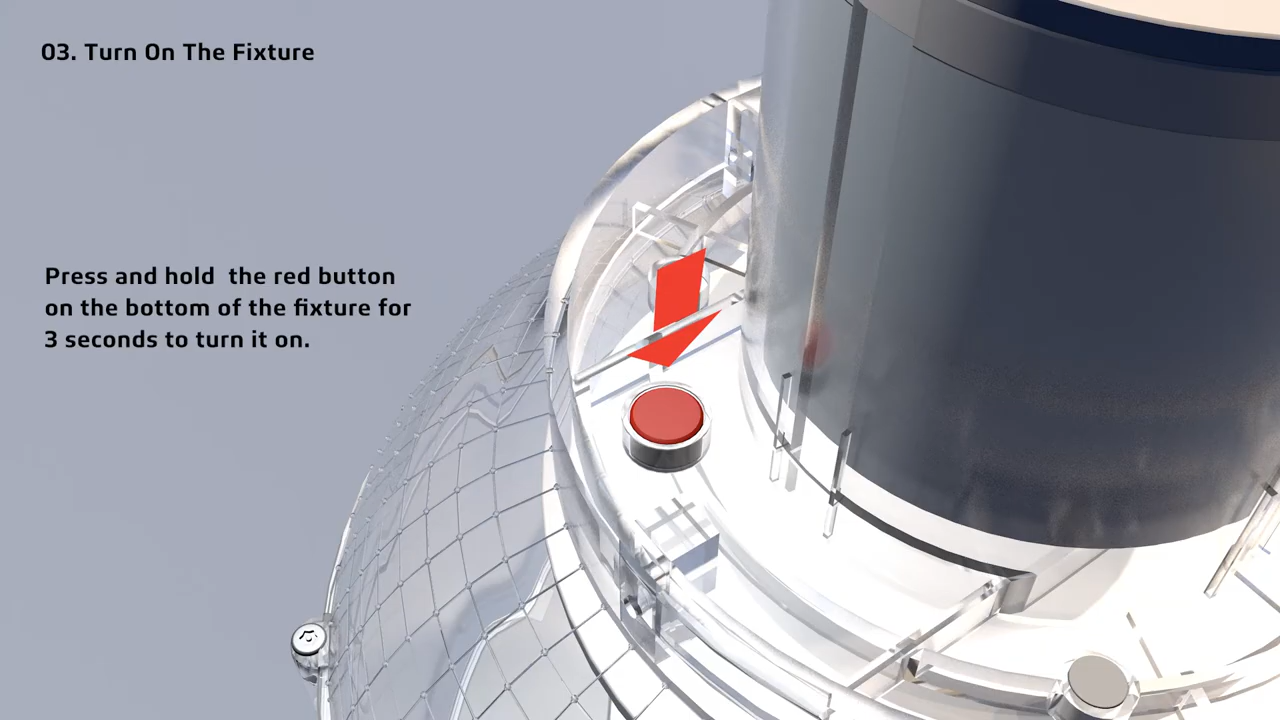 03. Turn On The Fixture
Press and hold  the red button
on the bottom of the fixture for
3 seconds to turn it on.